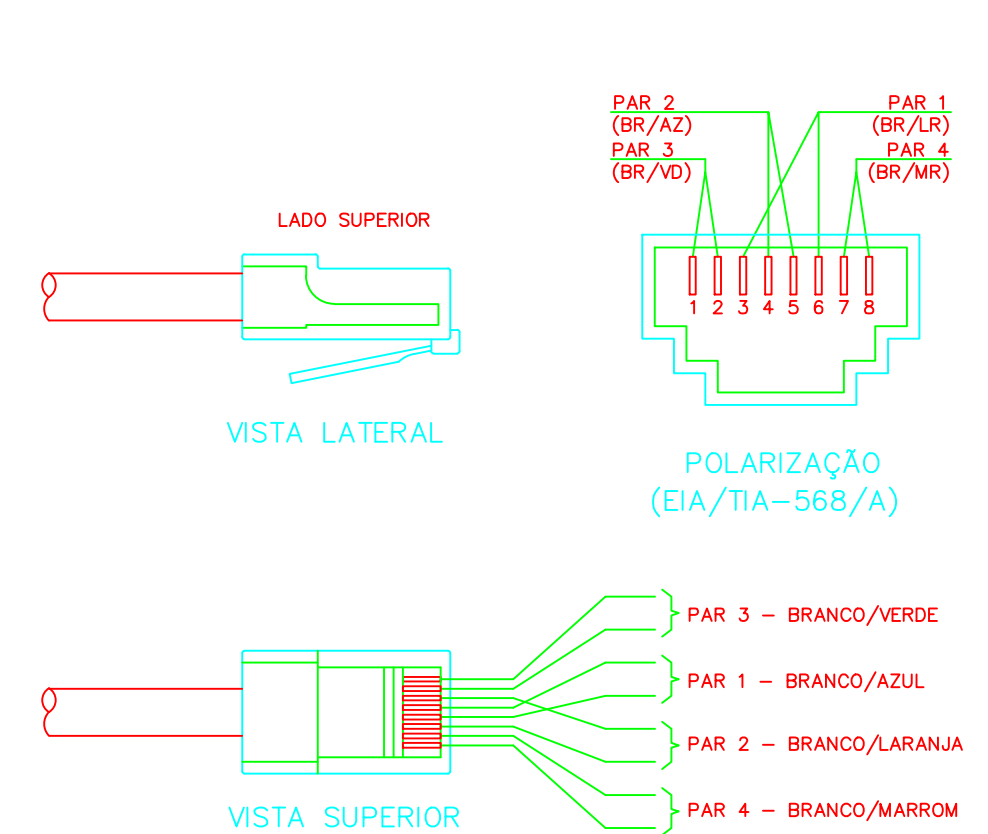 PAR 2
(BR/AZ)
PAR 3
(BR/VD)
PAR 1
(BR/LR)
PAR 4
(BR/MR)
LADO SUPERIOR
1 2 3 4 5 6 7 8
VISTA LATERAL
POLARIZAÇÃO
(EIA/TIA-568/A)
PAR 3 - BRANCO/VERDE
PAR 1 - BRANCO/AZUL
PAR 2 - BRANCO/LARANJA
PAR 4 - BRANCO/MARROM
VISTA SUPERIOR